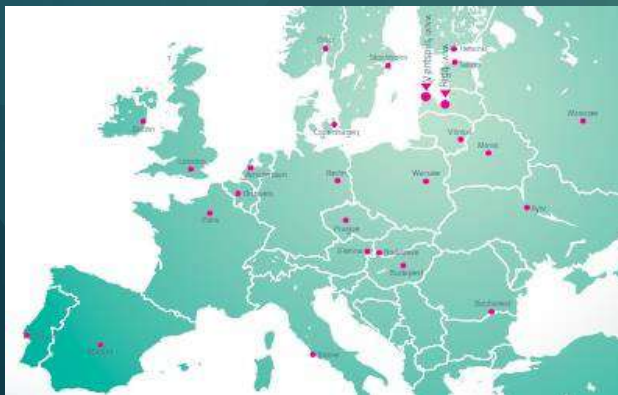 Oslo
Stockholm
Ventspils
Riga
Helsinki
Tallinn
Moscow
Dublin
Copenhagen
Vilnius
Minsk
London
Amsterdam
Berlin
Warsaw
Brussels
Kyiv
Paris
Prague
Vienna
Bratislava
Budapest
Bucharest
Madrid
Rome